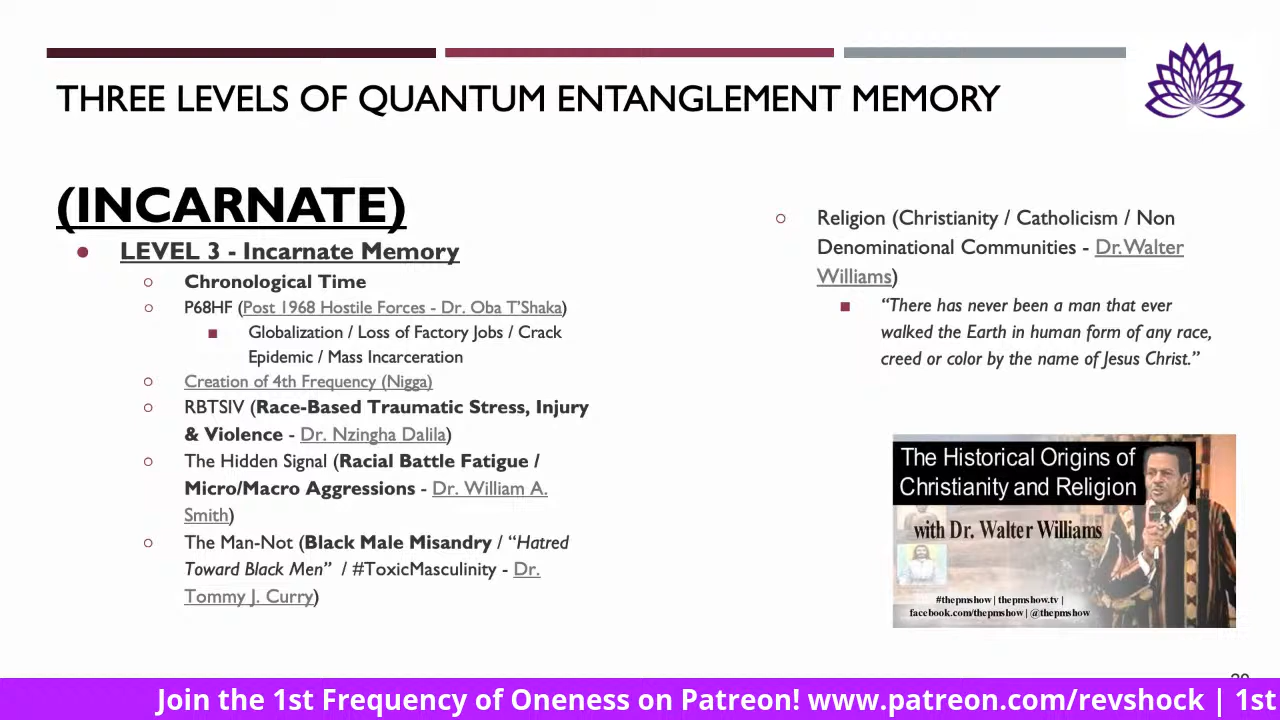 THREE LEVELS OF QUANTUM ENTANGLEMENT MEMORY
(INCARNATE)
● LEVEL 3 - Incarnate Memory
○ Chronological Time
○ P68HF (Post 1968 Hostile Forces - Dr. Oba T'Shaka)
■ Globalization / Loss of Factory Jobs / Crack
Epidemic / Mass Incarceration
○ Creation of 4th Frequency (Nigga)
○ RBTSIV (Race-Based Traumatic Stress, Injury
& Violence - Dr. Nzingha Dalila)
○ The Hidden Signal (Racial Battle Fatigue /
Micro/Macro Aggressions - Dr. William A.
Smith)
○ The Man-Not (Black Male Misandry / “Hatred
Toward Black Men” / #ToxicMasculinity - Dr.
Tommy J. Curry)
○ Religion (Christianity / Catholicism / Non
Denominational Communities - Dr. Walter
Williams)
■ “There has never been a man that ever
walked the Earth in human form of any race,
creed or color by the name of Jesus Christ.”
The Historical Origins of
Christianity and Religion
with Dr. Walter Williams
#thepmshow | thepmshow.tv |
facebook.com/thepmshow | @thepmshow
Join the 1st Frequency of Oneness on Patreon! www.patreon.com/revshock | 1st